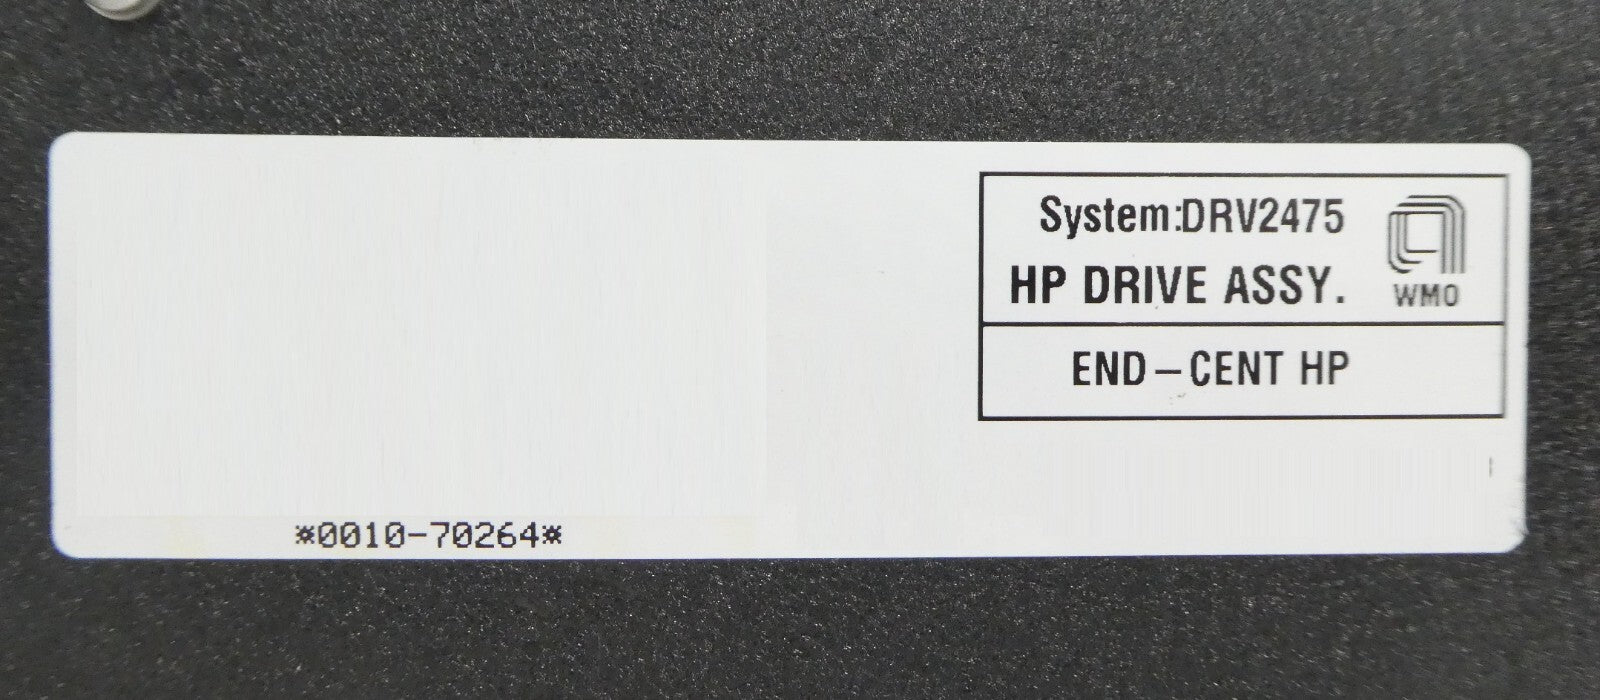 System:DRV2475
HP DRIVE ASSY.
WMO
END-CENT HP
*0010-70264*